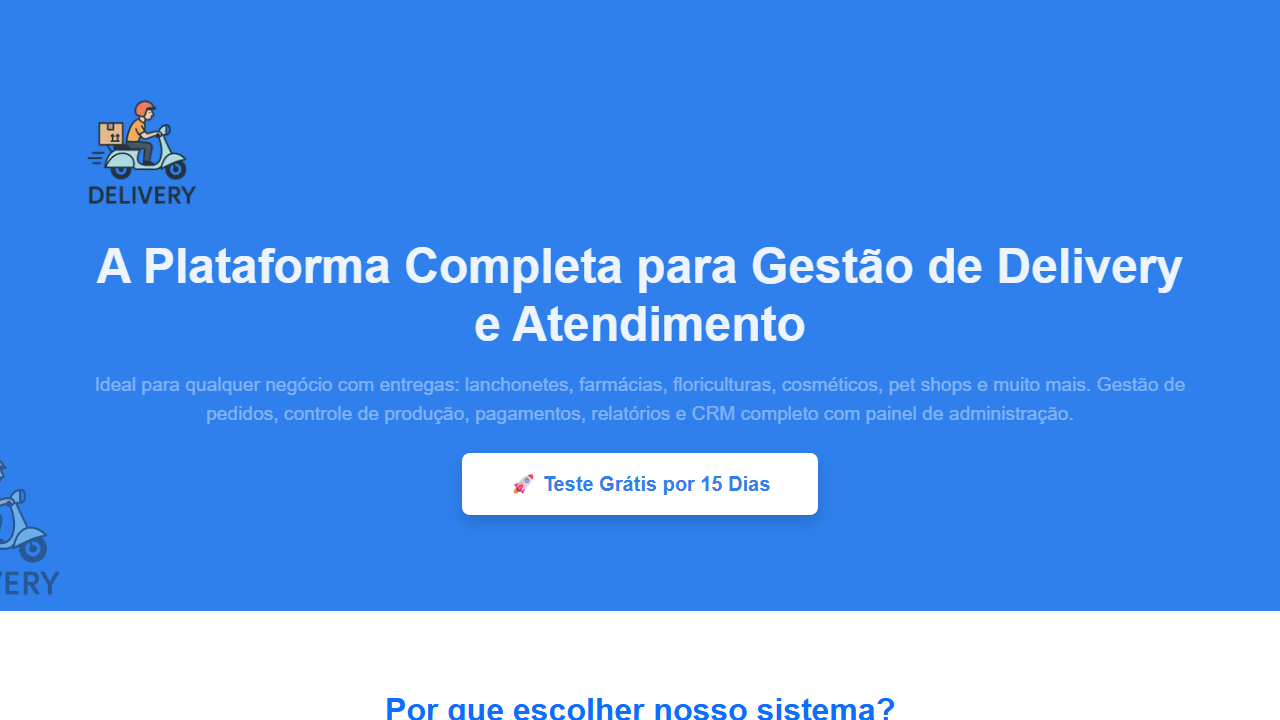 DELIVERY
A Plataforma Completa para Gestão de Delivery
e Atendimento
Ideal para qualquer negócio com entregas: lanchonetes, farmácias, floriculturas, cosméticos, pet shops e muito mais. Gestão de
pedidos, controle de produção, pagamentos, relatórios e CRM completo com painel de administração.
🚀 Teste Grátis por 15 Dias
VERY
Por que escolher nosso sistema?